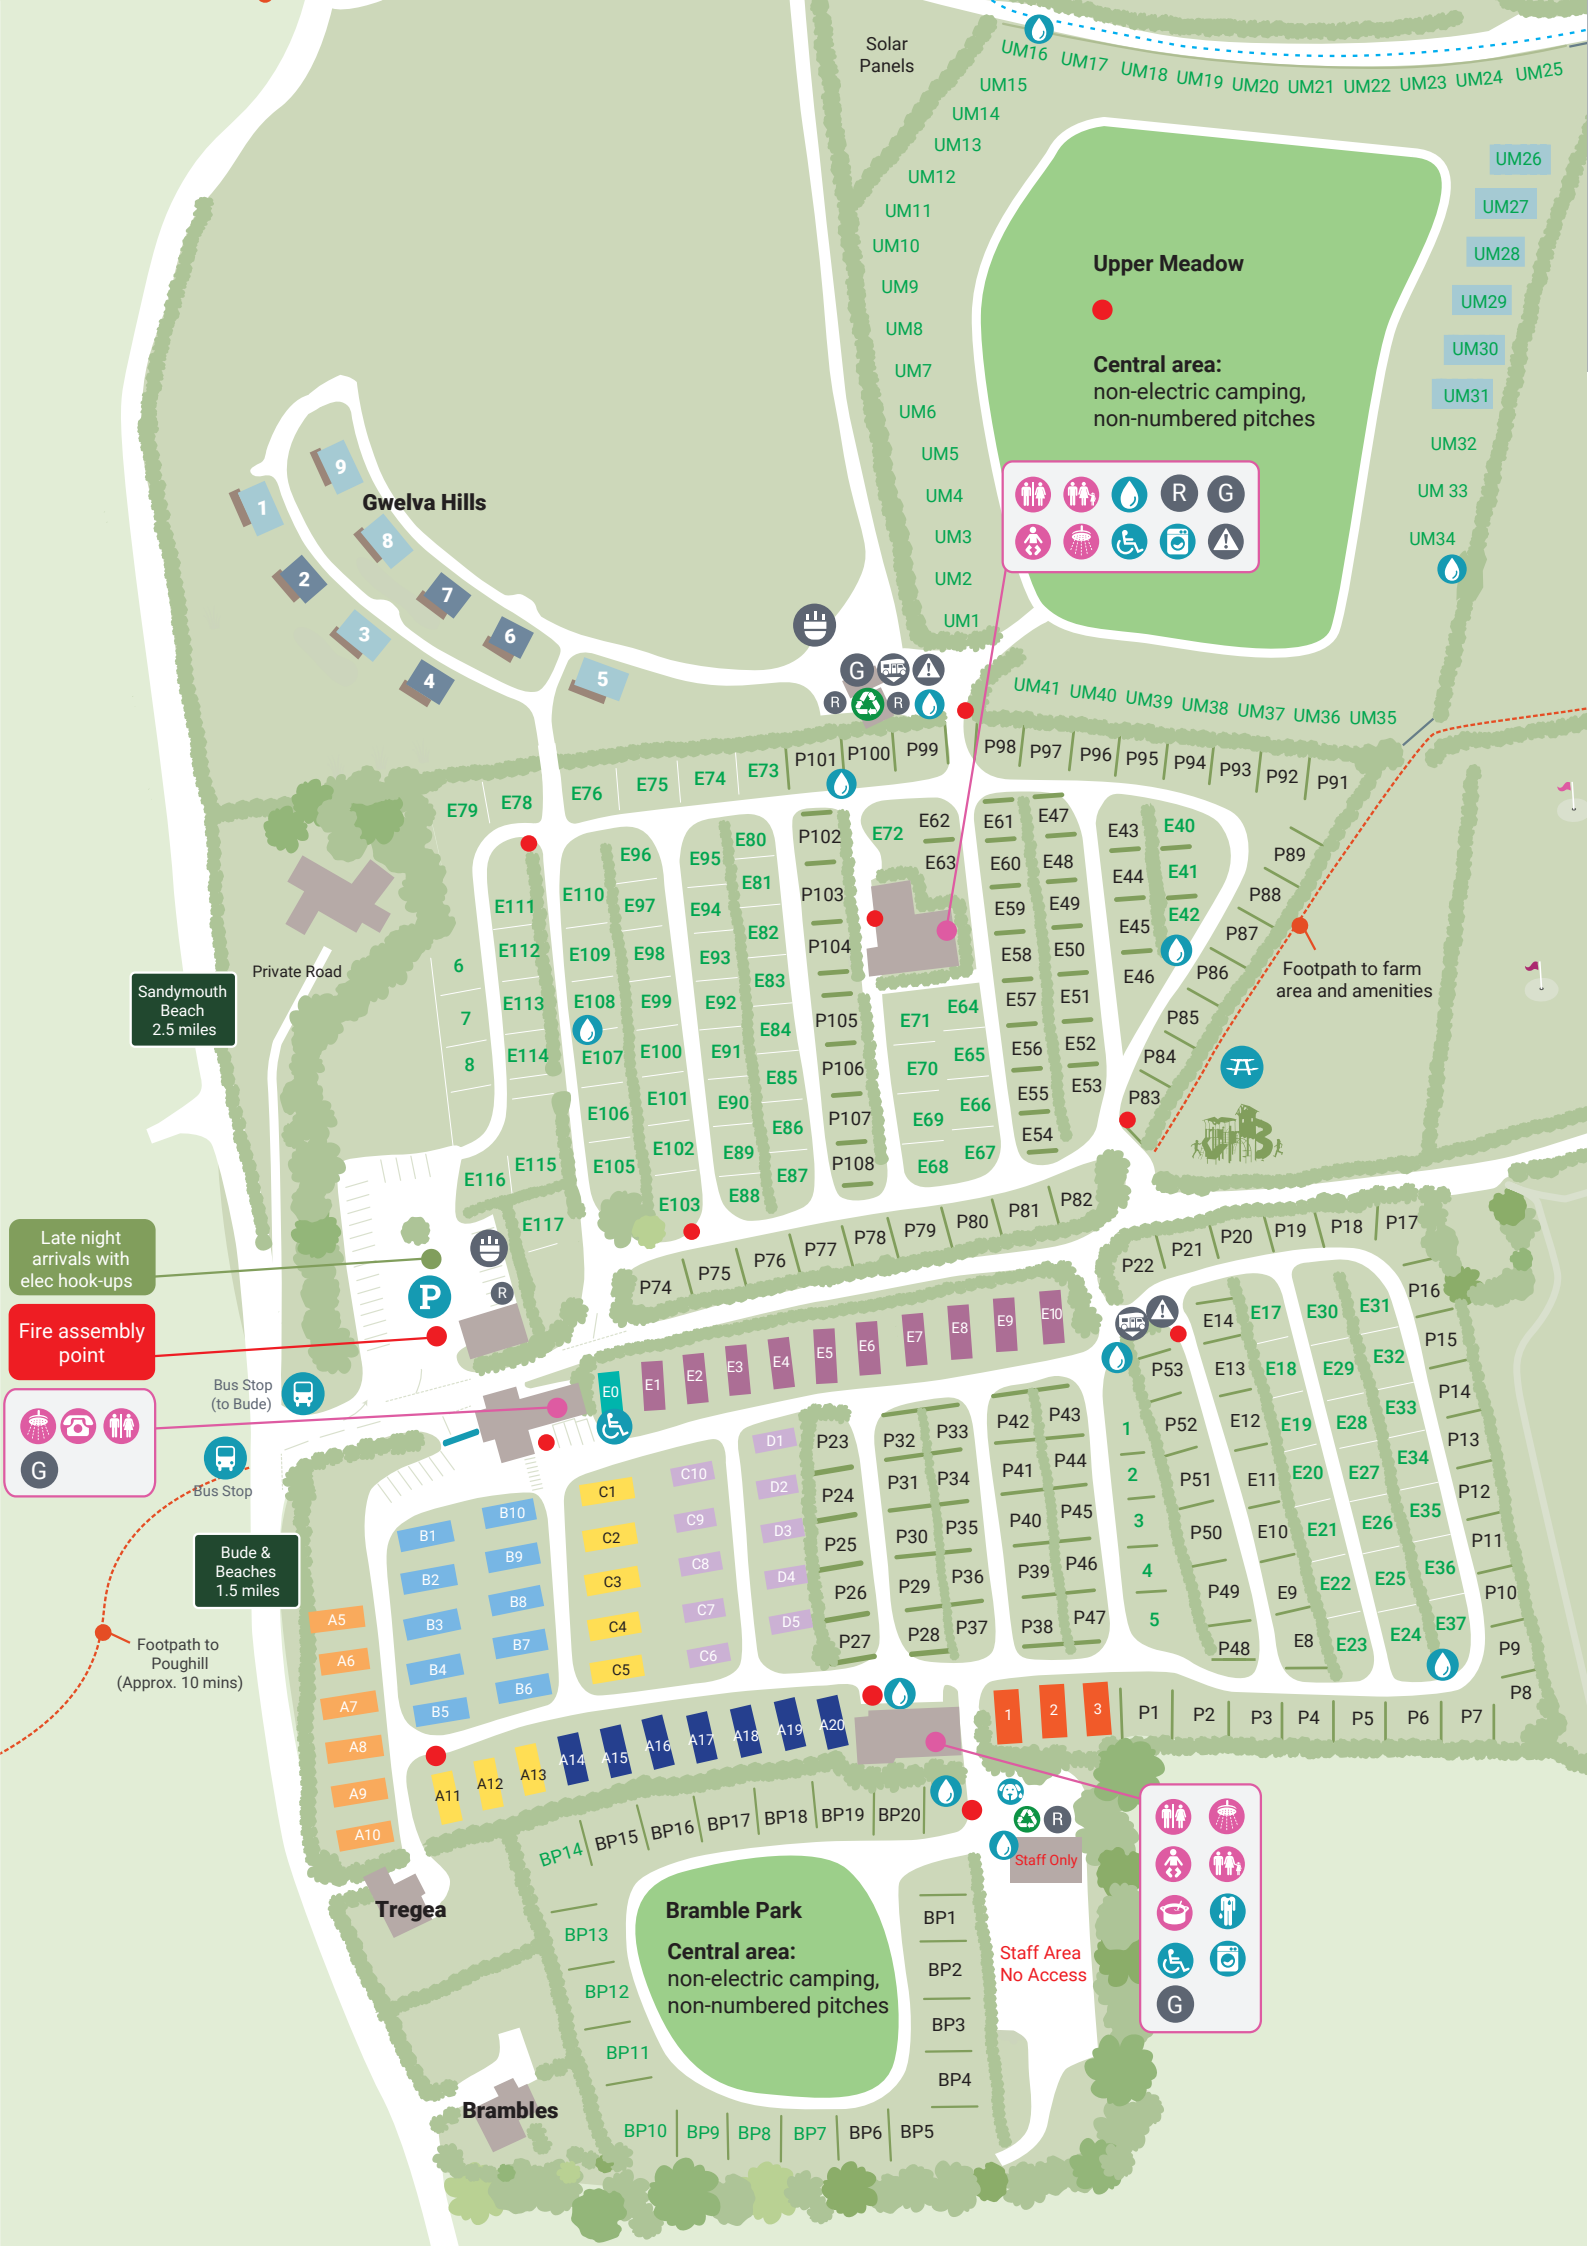 Solar
Panels
UM16
UM17
UM18
UM19
UM20
UM21
UM22
UM23
UM24
UM25
UM15
UM14
UM13
UM12
UM11
UM10
UM9
UM8
UM7
UM6
UM5
UM4
UM3
UM2
UM1
UM26
UM27
UM28
UM29
UM30
UM31
UM32
UM 33
UM34
Upper Meadow
Central area:
non-electric camping,
non-numbered pitches
R G
UM41
UM40
UM39
UM38
UM37
UM36
UM35
Gwelva Hills
9
1
8
2
7
3
6
4
5
G
R
R
P101
P100
P99
P98
P97
P96
P95
P94
P93
P92
P91
E79
E78
E76
E75
E74
E73
P89
P88
P87
P86
P85
P84
P83
Footpath to farm
area and amenities
Private Road
Sandymouth
Beach
2.5 miles
6
7
8
E111
E112
E113
E114
E115
E116
E117
E96
E110
E97
E109
E98
E108
E99
E107
E100
E106
E101
E105
E102
E103
E80
E95
E81
E94
E82
E93
E83
E92
E84
E91
E85
E90
E86
E89
E87
E88
P102
P103
P104
P105
P106
P107
P108
E72
E62
E63
E71
E64
E70
E65
E69
E66
E68
E67
E61
E47
E60
E48
E59
E49
E58
E50
E57
E51
E56
E52
E55
E53
E54
E43
E40
E44
E41
E45
E42
E46
P74
P75
P76
P77
P78
P79
P80
P81
P82
Late night
arrivals with
elec hook-ups
P
R
Fire assembly
point
Bus Stop
(to Bude)
G
Bus Stop
Bude &
Beaches
1.5 miles
Footpath to
Poughill
(Approx. 10 mins)
E0
E1
E2
E3
E4
E5
E6
E7
E8
E9
E10
P22
P21
P20
P19
P18
P17
P16
P15
P14
P13
P12
P11
P10
P9
P8
E14
E17
E30
E31
E13
E18
E29
E32
E12
E19
E28
E33
E11
E20
E27
E34
E10
E21
E26
E35
E9
E22
E25
E36
E8
E23
E24
E37
P53
P52
P51
P50
P49
P48
1
2
3
4
5
P42
P43
P41
P44
P40
P45
P39
P46
P38
P47
P32
P33
P31
P34
P30
P35
P29
P36
P28
P37
D1
D2
D3
D4
D5
P23
P24
P25
P26
P27
C1
C2
C3
C4
C5
C10
C9
C8
C7
C6
B1
B2
B3
B4
B5
B10
B9
B8
B7
B6
A5
A6
A7
A8
A9
A10
A11
A12
A13
A14
A15
A16
A17
A18
A19
A20
1
2
3
P1
P2
P3
P4
P5
P6
P7
BP14
BP15
BP16
BP17
BP18
BP19
BP20
R
Staff Only
Tregea
Bramble Park
Central area:
non-electric camping,
non-numbered pitches
BP13
BP12
BP11
BP1
BP2
BP3
BP4
Staff Area
No Access
G
Brambles
BP10
BP9
BP8
BP7
BP6
BP5